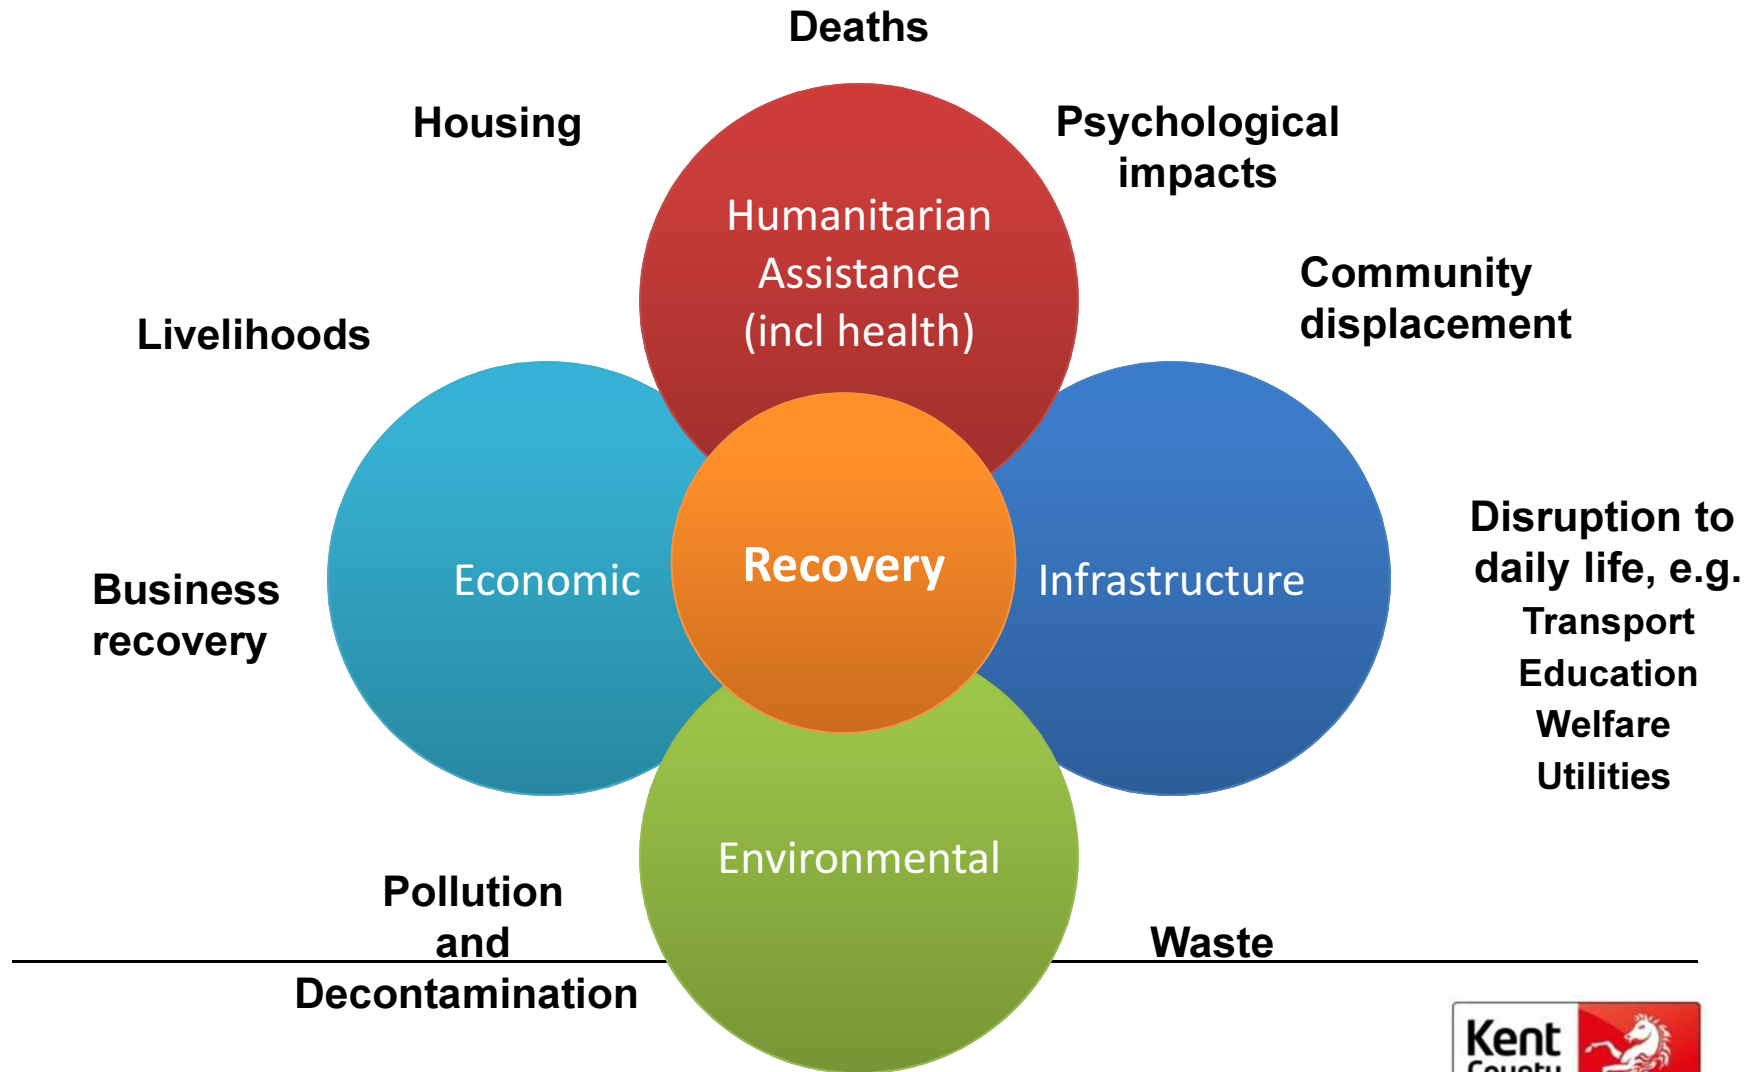 Deaths
Housing
Psychological
impacts
Humanitarian
Assistance
(incl health)
Community
displacement
Livelihoods
Disruption to
daily life, e.g.
Transport
Education
Welfare
Utilities
Recovery
Economic
Infrastructure
Business
recovery
Environmental
Pollution
and
Decontamination
Waste
Kent
County